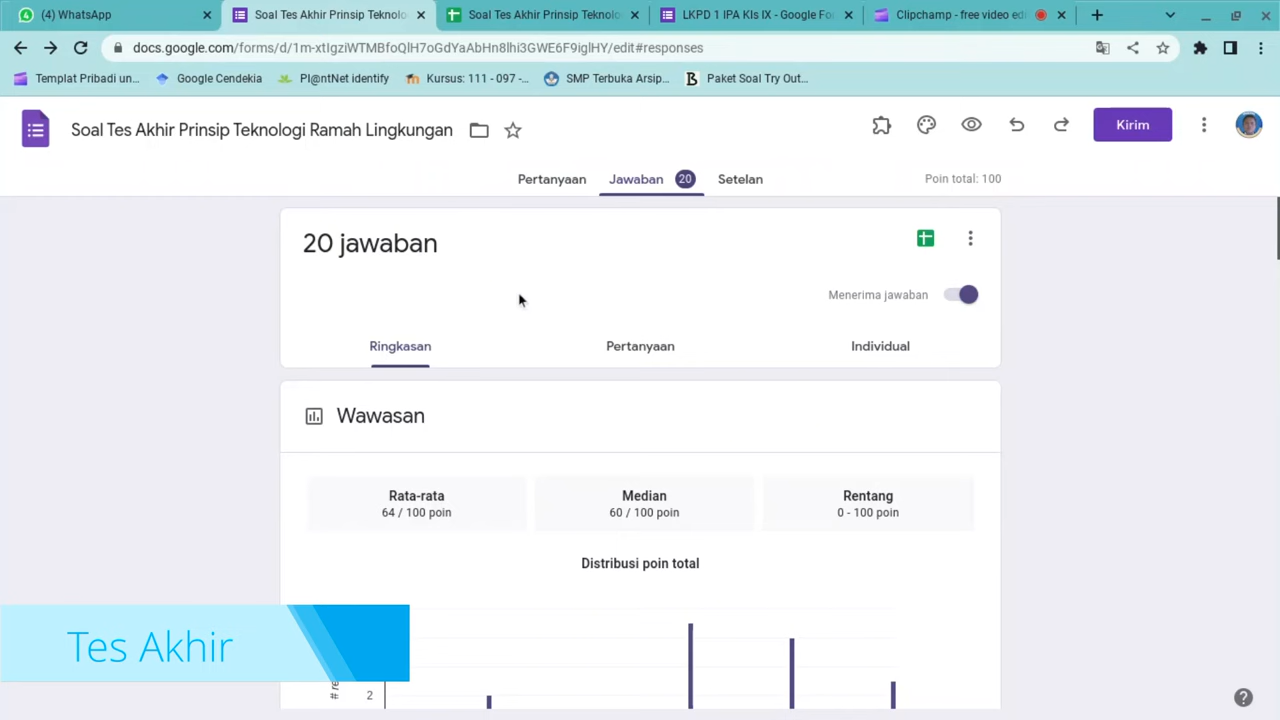 (4) WhatsApp
Soal Tes Akhir Prinsip Teknolo
Soal Tes Akhir Prinsip Teknolo
LKPD 1 IPA Kls IX - Google Fo
Clipchamp - free video edi
docs.google.com/forms/d/1m-xtIgziWTMBfoQlH7oGdYaAbHn8lhi3GWE6F9iglHY/edit#responses
Templat Pribadi un...
Google Cendekia
Pl@ntNet identify
Kursus: 111 - 097 -...
SMP Terbuka Arsip...
Paket Soal Try Out...
Soal Tes Akhir Prinsip Teknologi Ramah Lingkungan
Kirim
Pertanyaan
Jawaban 20
Setelan
Poin total: 100
20 jawaban
Menerima jawaban
Ringkasan
Pertanyaan
Individual
Wawasan
Rata-rata
64 / 100 poin
Median
60 / 100 poin
Rentang
0 - 100 poin
Distribusi poin total
2
Tes Akhir